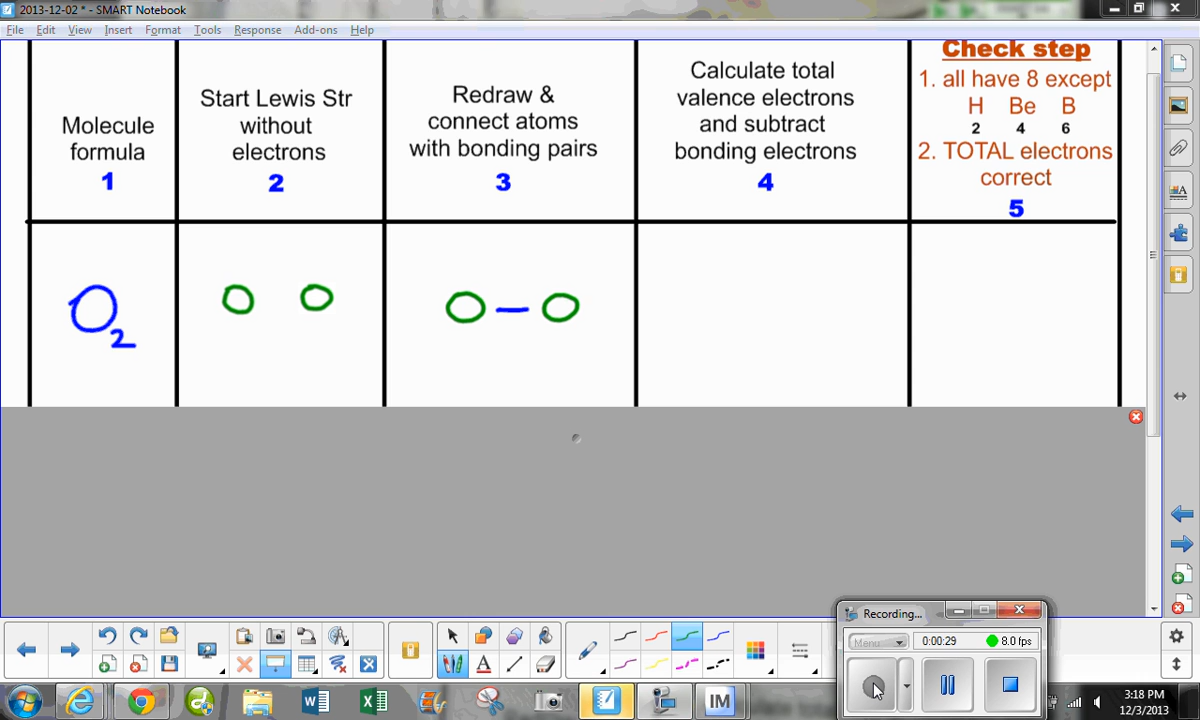 2013-12-02 * - SMART Notebook
File Edit View Insert Format Tools Response Add-ons Help
Molecule
formula
1
Start Lewis Str
without
electrons
2
Redraw &
connect atoms
with bonding pairs
3
Calculate total
valence electrons
and subtract
bonding electrons
4
Check step
1. all have 8 except
H Be B
2 4 6
2. TOTAL electrons
correct
5
O2
O O
O - O
Recording...
Menu 0:00:29 8.0 fps
IM
3:18 PM
12/3/2013